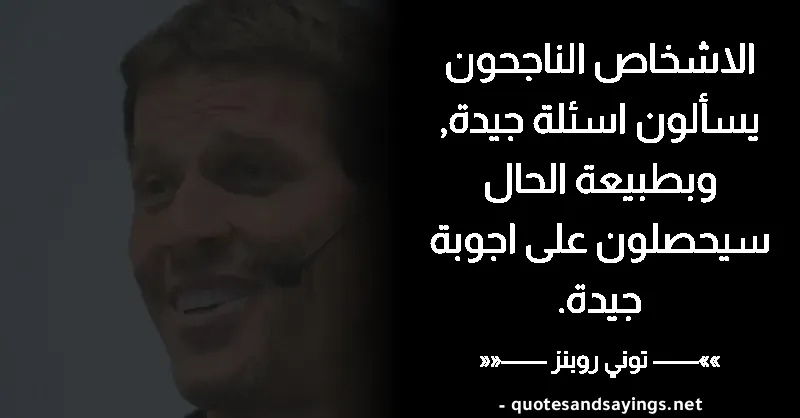 الاشخاص الناجحون
يسألون اسئلة جيدة,
وبطبيعة الحال
سيحصلون على اجوبة
جيدة.
»»—— توني روبنز ——««
- quotesandsayings.net